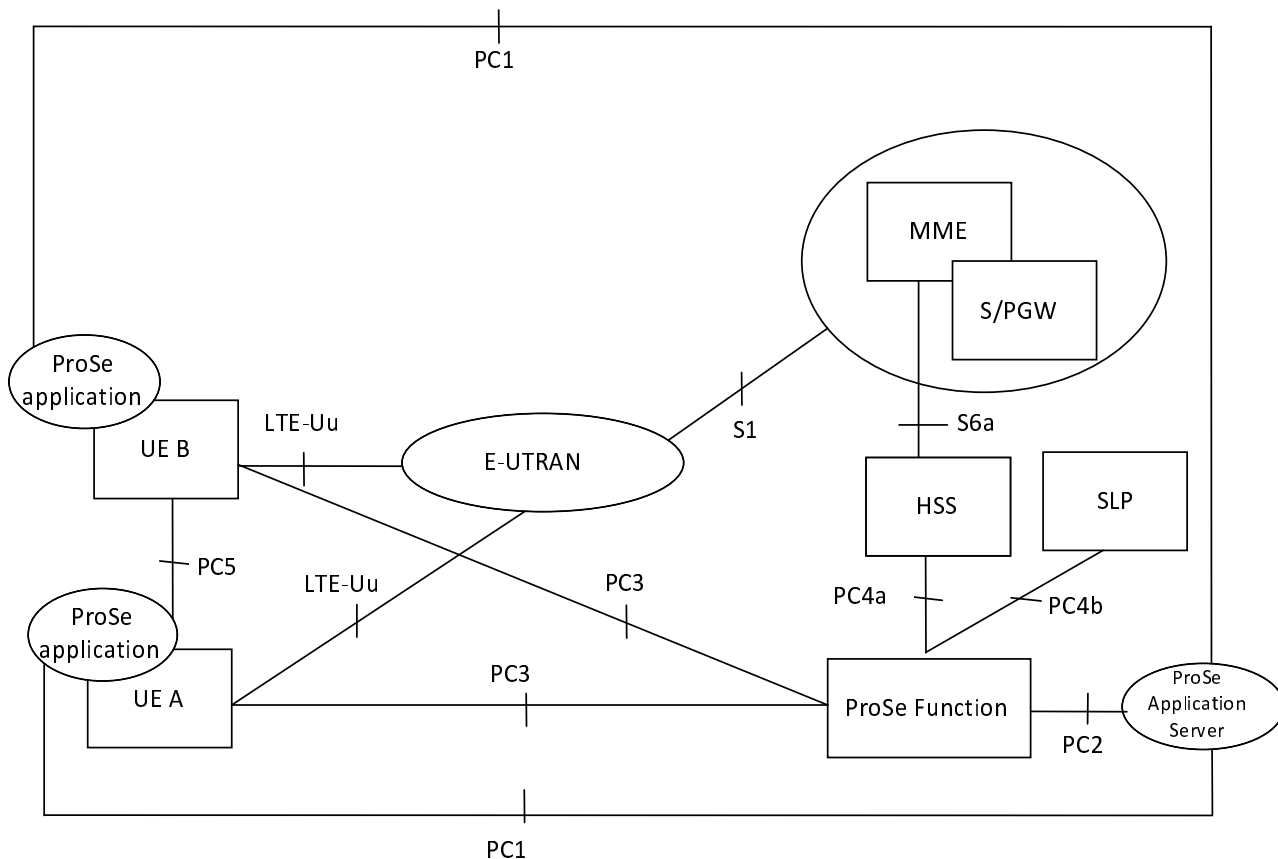 PC1
MME
S/PGW
ProSe
application
UE B
LTE-Uu
E-UTRAN
S1
S6a
HSS
SLP
PC5
LTE-Uu
PC3
PC4a
PC4b
ProSe
application
UE A
PC3
ProSe Function
ProSe
Application
Server
PC2
PC1